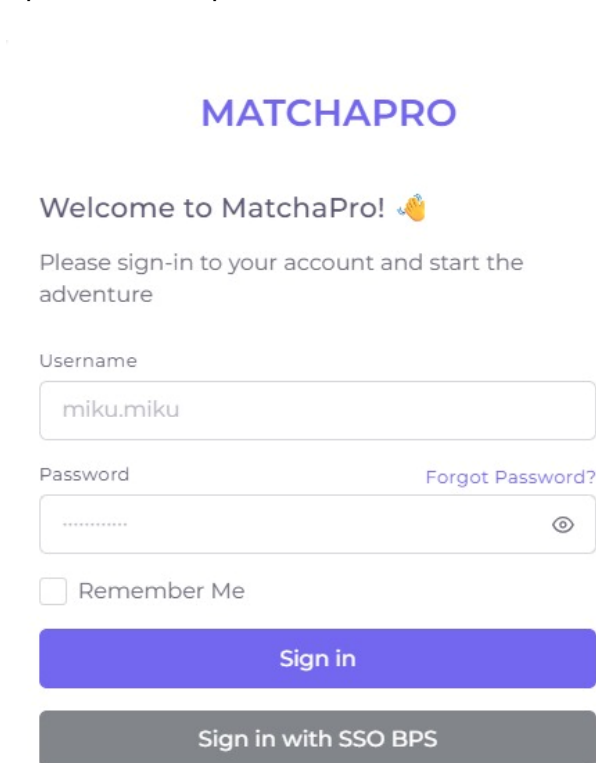 MATCHAPRO
Welcome to MatchaPro! 👋
Please sign-in to your account and start the
adventure
Username
miku.miku
Password Forgot Password?
············
Remember Me
Sign in
Sign in with SSO BPS